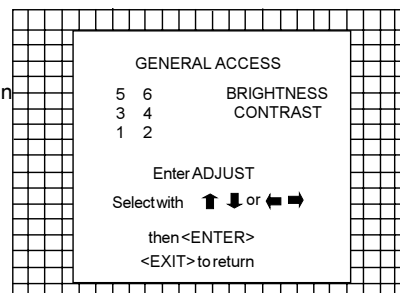 GENERAL ACCESS
n
5 6 BRIGHTNESS
3 4 CONTRAST
1 2
Enter ADJUST
Select with ⬆ ⬇ or ⬅ ➡
then <ENTER>
<EXIT> to return